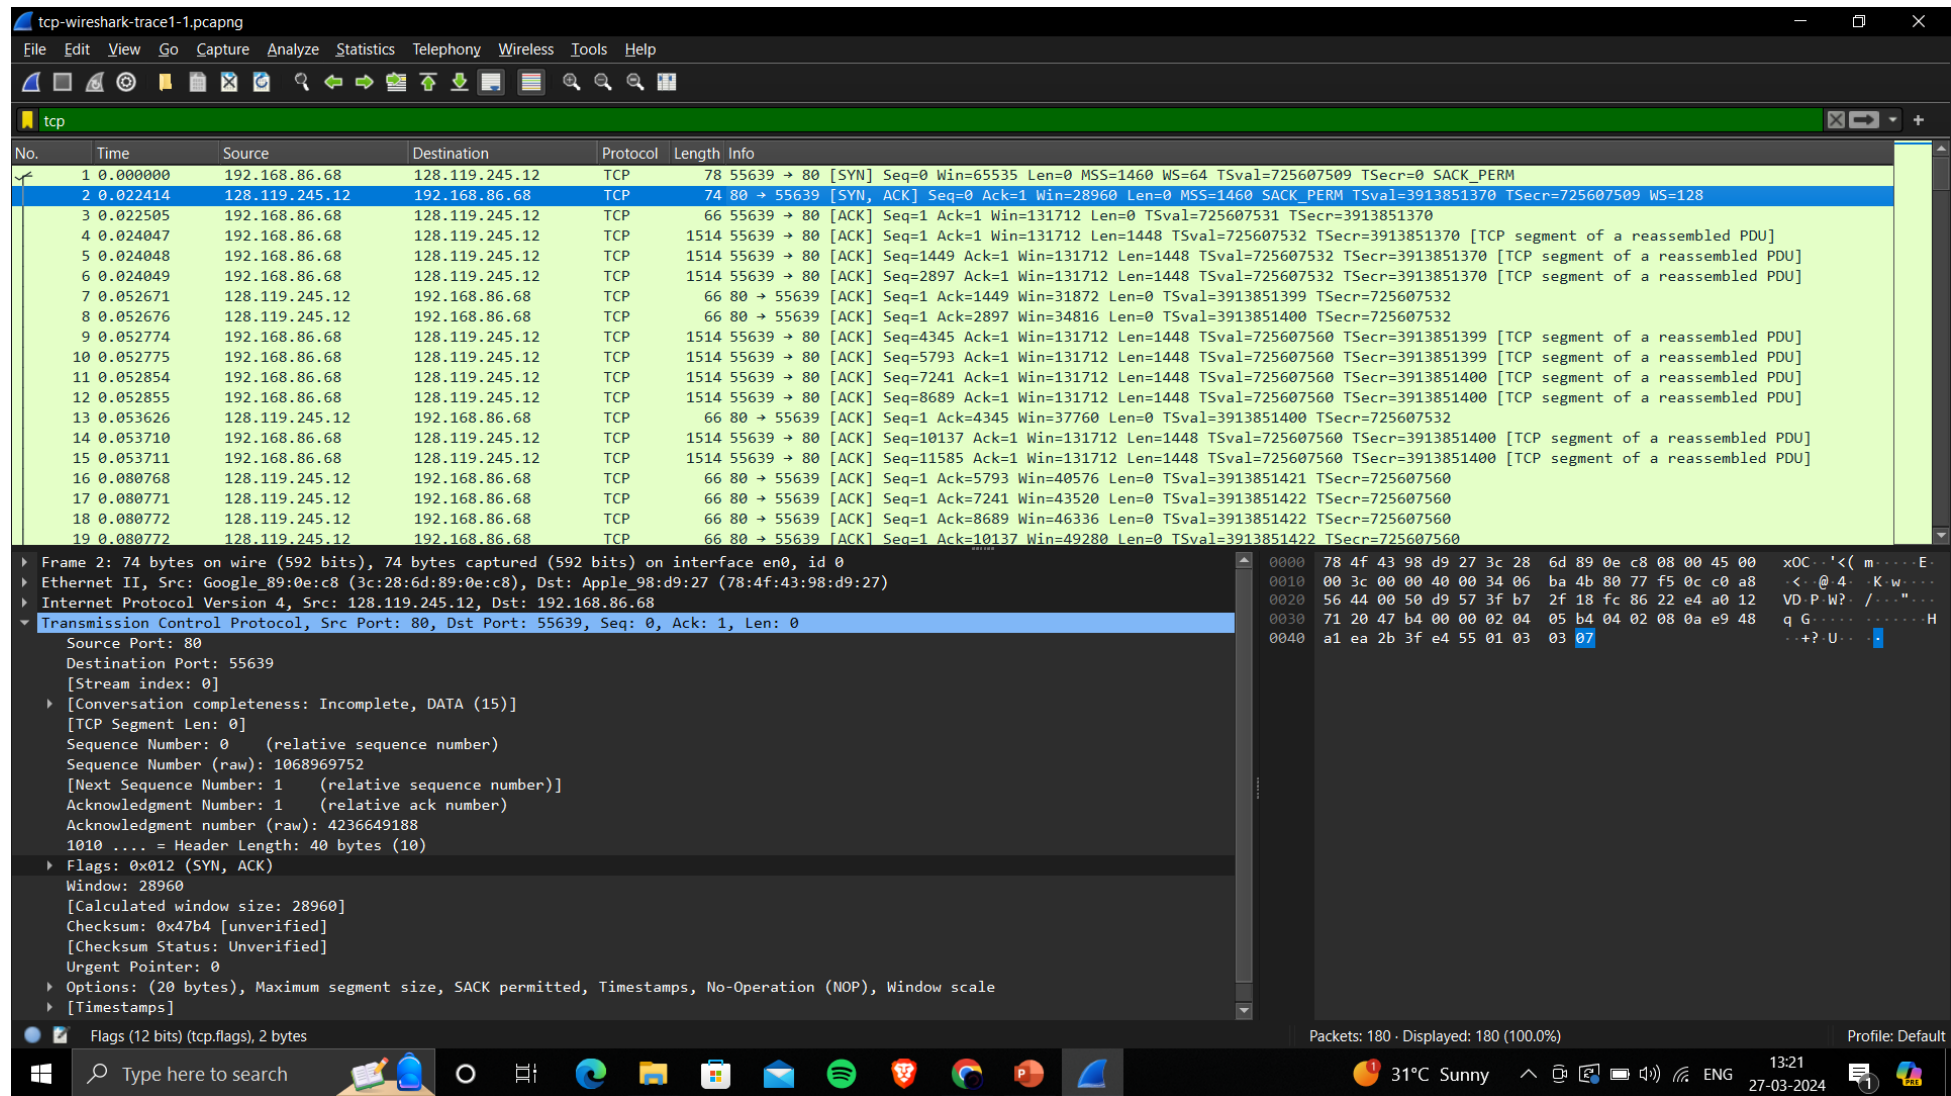 tcp-wireshark-trace1-1.pcapng
File Edit View Go Capture Analyze Statistics Telephony Wireless Tools Help
tcp
No. Time Source Destination Protocol Length Info
1 0.000000 192.168.86.68 128.119.245.12 TCP 78 55639 → 80 [SYN] Seq=0 Win=65535 Len=0 MSS=1460 WS=64 TSval=725607509 TSecr=0 SACK_PERM
2 0.022414 128.119.245.12 192.168.86.68 TCP 74 80 → 55639 [SYN, ACK] Seq=0 Ack=1 Win=28960 Len=0 MSS=1460 SACK_PERM TSval=3913851370 TSecr=725607509 WS=128
3 0.022505 192.168.86.68 128.119.245.12 TCP 66 55639 → 80 [ACK] Seq=1 Ack=1 Win=131712 Len=0 TSval=725607531 TSecr=3913851370
4 0.024047 192.168.86.68 128.119.245.12 TCP 1514 55639 → 80 [ACK] Seq=1 Ack=1 Win=131712 Len=1448 TSval=725607532 TSecr=3913851370 [TCP segment of a reassembled PDU]
5 0.024048 192.168.86.68 128.119.245.12 TCP 1514 55639 → 80 [ACK] Seq=1449 Ack=1 Win=131712 Len=1448 TSval=725607532 TSecr=3913851370 [TCP segment of a reassembled PDU]
6 0.024049 192.168.86.68 128.119.245.12 TCP 1514 55639 → 80 [ACK] Seq=2897 Ack=1 Win=131712 Len=1448 TSval=725607532 TSecr=3913851370 [TCP segment of a reassembled PDU]
7 0.052671 128.119.245.12 192.168.86.68 TCP 66 80 → 55639 [ACK] Seq=1 Ack=1449 Win=31872 Len=0 TSval=3913851399 TSecr=725607532
8 0.052676 128.119.245.12 192.168.86.68 TCP 66 80 → 55639 [ACK] Seq=1 Ack=2897 Win=34816 Len=0 TSval=3913851400 TSecr=725607532
9 0.052774 192.168.86.68 128.119.245.12 TCP 1514 55639 → 80 [ACK] Seq=4345 Ack=1 Win=131712 Len=1448 TSval=725607560 TSecr=3913851399 [TCP segment of a reassembled PDU]
10 0.052775 192.168.86.68 128.119.245.12 TCP 1514 55639 → 80 [ACK] Seq=5793 Ack=1 Win=131712 Len=1448 TSval=725607560 TSecr=3913851399 [TCP segment of a reassembled PDU]
11 0.052854 192.168.86.68 128.119.245.12 TCP 1514 55639 → 80 [ACK] Seq=7241 Ack=1 Win=131712 Len=1448 TSval=725607560 TSecr=3913851400 [TCP segment of a reassembled PDU]
12 0.052855 192.168.86.68 128.119.245.12 TCP 1514 55639 → 80 [ACK] Seq=8689 Ack=1 Win=131712 Len=1448 TSval=725607560 TSecr=3913851400 [TCP segment of a reassembled PDU]
13 0.053626 128.119.245.12 192.168.86.68 TCP 66 80 → 55639 [ACK] Seq=1 Ack=4345 Win=37760 Len=0 TSval=3913851400 TSecr=725607532
14 0.053710 192.168.86.68 128.119.245.12 TCP 1514 55639 → 80 [ACK] Seq=10137 Ack=1 Win=131712 Len=1448 TSval=725607560 TSecr=3913851400 [TCP segment of a reassembled PDU]
15 0.053711 192.168.86.68 128.119.245.12 TCP 1514 55639 → 80 [ACK] Seq=11585 Ack=1 Win=131712 Len=1448 TSval=725607560 TSecr=3913851400 [TCP segment of a reassembled PDU]
16 0.080768 128.119.245.12 192.168.86.68 TCP 66 80 → 55639 [ACK] Seq=1 Ack=5793 Win=40576 Len=0 TSval=3913851421 TSecr=725607560
17 0.080771 128.119.245.12 192.168.86.68 TCP 66 80 → 55639 [ACK] Seq=1 Ack=7241 Win=43520 Len=0 TSval=3913851422 TSecr=725607560
18 0.080772 128.119.245.12 192.168.86.68 TCP 66 80 → 55639 [ACK] Seq=1 Ack=8689 Win=46336 Len=0 TSval=3913851422 TSecr=725607560
19 0.080772 128.119.245.12 192.168.86.68 TCP 66 80 → 55639 [ACK] Seq=1 Ack=10137 Win=49280 Len=0 TSval=3913851422 TSecr=725607560
Frame 2: 74 bytes on wire (592 bits), 74 bytes captured (592 bits) on interface en0, id 0
Ethernet II, Src: Google_89:0e:c8 (3c:28:6d:89:0e:c8), Dst: Apple_98:d9:27 (78:4f:43:98:d9:27)
Internet Protocol Version 4, Src: 128.119.245.12, Dst: 192.168.86.68
Transmission Control Protocol, Src Port: 80, Dst Port: 55639, Seq: 0, Ack: 1, Len: 0
Source Port: 80
Destination Port: 55639
[Stream index: 0]
[Conversation completeness: Incomplete, DATA (15)]
[TCP Segment Len: 0]
Sequence Number: 0 (relative sequence number)
Sequence Number (raw): 1068969752
[Next Sequence Number: 1 (relative sequence number)]
Acknowledgment Number: 1 (relative ack number)
Acknowledgment number (raw): 4236649188
1010 .... = Header Length: 40 bytes (10)
Flags: 0x012 (SYN, ACK)
Window: 28960
[Calculated window size: 28960]
Checksum: 0x47b4 [unverified]
[Checksum Status: Unverified]
Urgent Pointer: 0
Options: (20 bytes), Maximum segment size, SACK permitted, Timestamps, No-Operation (NOP), Window scale
[Timestamps]
0000 78 4f 43 98 d9 27 3c 28 6d 89 0e c8 08 00 45 00 xOC··'<( m·····E·
0010 00 3c 00 00 40 00 34 06 ba 4b 80 77 f5 0c c0 a8 ·<··@·4· ·K·w····
0020 56 44 00 50 d9 57 3f b7 2f 18 fc 86 22 e4 a0 12 VD·P·W?· /···"···
0030 71 20 47 b4 00 00 02 04 05 b4 04 02 08 0a e9 48 q G····· ·······H
0040 a1 ea 2b 3f e4 55 01 03 03 07 ··+?·U·· ··
Flags (12 bits) (tcp.flags), 2 bytes
Packets: 180 · Displayed: 180 (100.0%)
Profile: Default
Type here to search
1
31°C Sunny
ENG
13:21
27-03-2024
1
PRE